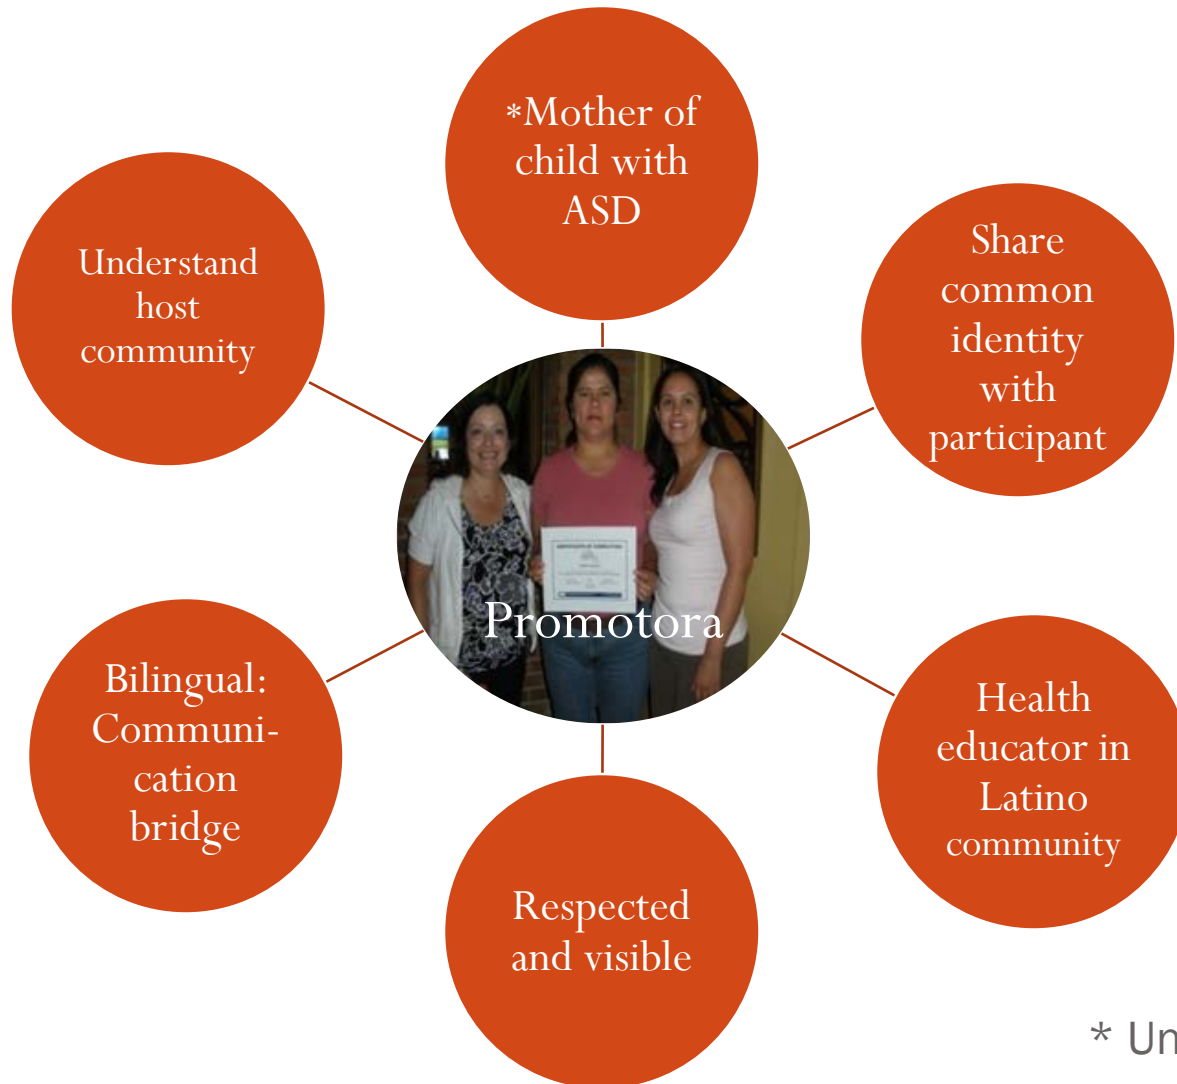 *Mother of
child with
ASD
Share
common
identity
with
participant
Health
educator in
Latino
community
Respected
and visible
Bilingual:
Communi-
cation
bridge
Understand
host
community
Promotora
* Un